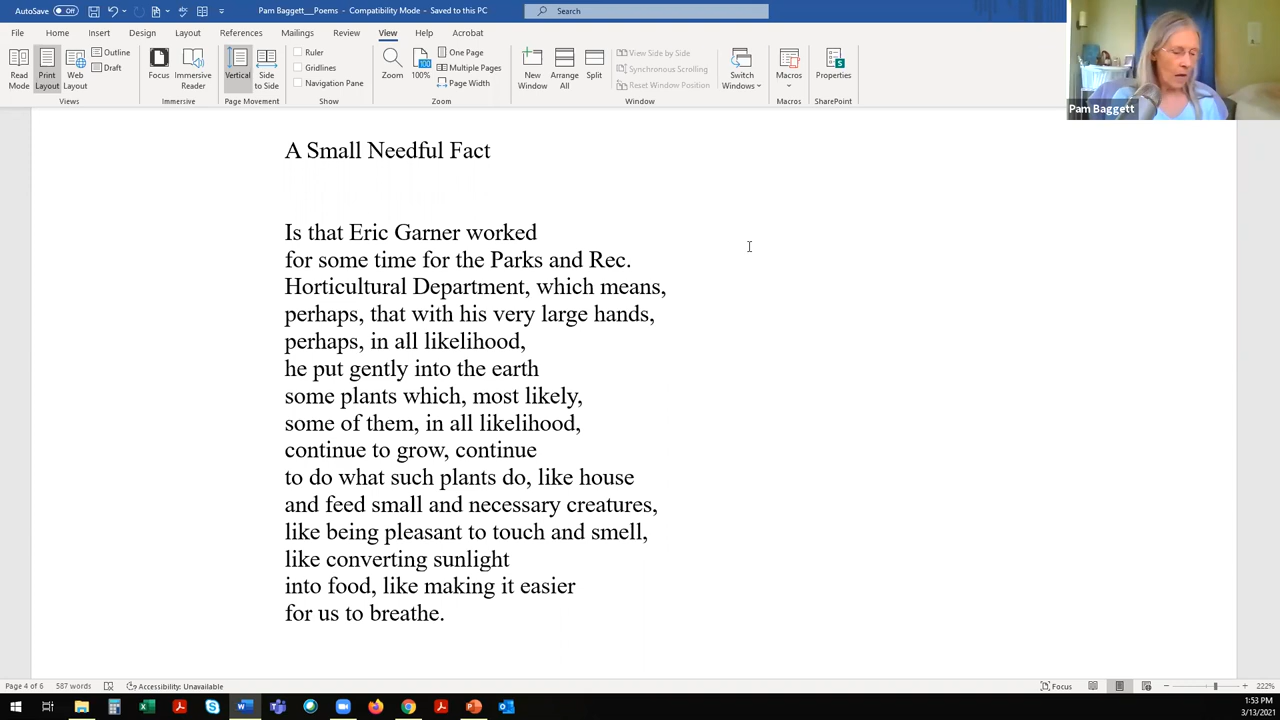 AutoSave Off Pam Baggett__Poems - Compatibility Mode - Saved to this PC Search
File Home Insert Design Layout References Mailings Review View Help Acrobat
Read Mode Print Layout Web Layout Outline Draft Focus Immersive Reader Vertical Side to Side Ruler Gridlines Navigation Pane Zoom 100 100% One Page Multiple Pages Page Width New Window Arrange All Split View Side by Side Synchronous Scrolling Reset Window Position Switch Windows Macros Properties
Views Immersive Page Movement Show Zoom Window Macros SharePoint
Pam Baggett
A Small Needful Fact
Is that Eric Garner worked
for some time for the Parks and Rec.
Horticultural Department, which means,
perhaps, that with his very large hands,
perhaps, in all likelihood,
he put gently into the earth
some plants which, most likely,
some of them, in all likelihood,
continue to grow, continue
to do what such plants do, like house
and feed small and necessary creatures,
like being pleasant to touch and smell,
like converting sunlight
into food, like making it easier
for us to breathe.
Page 4 of 6 587 words Accessibility: Unavailable Focus 222%
1:53 PM
3/13/2021